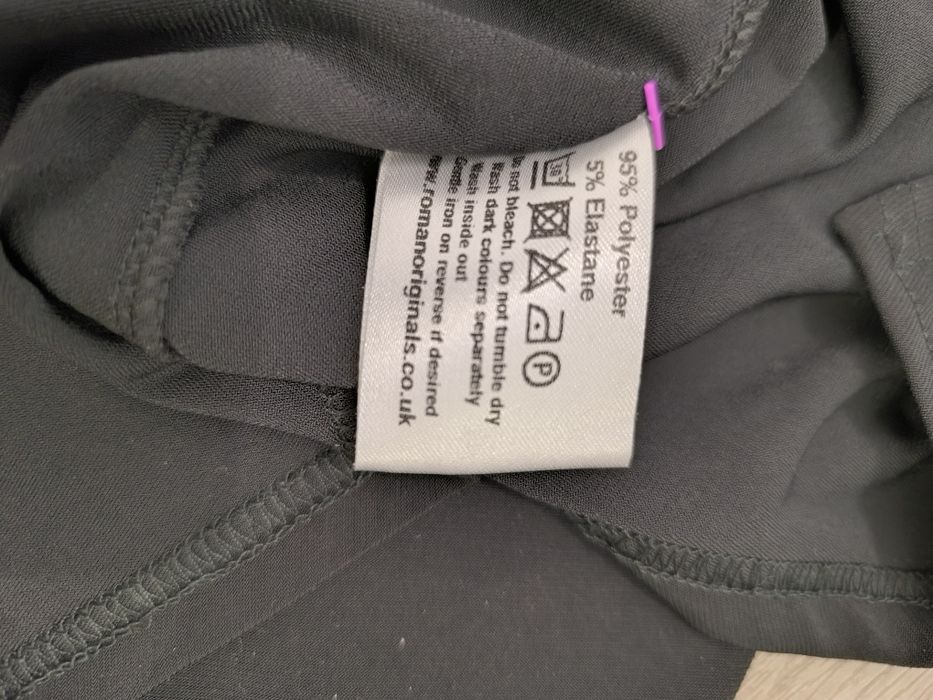 95% Polyester
5% Elastane
30
P
Do not bleach. Do not tumble dry
Wash dark colours separately
Wash inside out
Gentle iron on reverse if desired
www.romanoriginals.co.uk